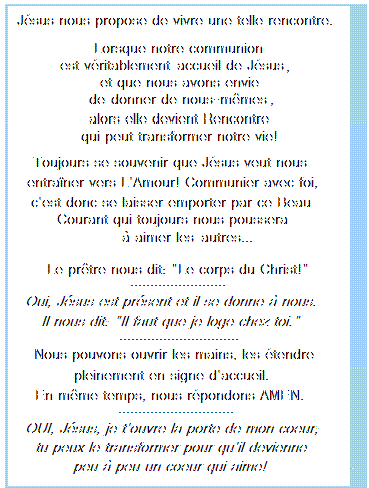 Jésus nous propose de vivre une telle rencontre.
Lorsque notre communion
est véritablement accueil de Jésus,
et que nous avons envie
de donner de nous-mêmes,
alors elle devient Rencontre
qui peut transformer notre vie!
Toujours se souvenir que Jésus veut nous
entraîner vers L'Amour! Communier avec foi,
c'est donc se laisser emporter par ce Beau
Courant qui toujours nous poussera
à aimer les autres...
Le prêtre nous dit: "Le corps du Christ!"
------------------------
Oui, Jésus est présent et il se donne à nous.
Il nous dit: "Il faut que je loge chez toi."
------------------------------
Nous pouvons ouvrir les mains, les étendre
pleinement en signe d'accueil.
En même temps, nous répondons AMEN.
-----------------------------
OUI, Jésus, je t'ouvre la porte de mon coeur;
tu peux le transformer pour qu'il devienne
peu à peu un coeur qui aime!